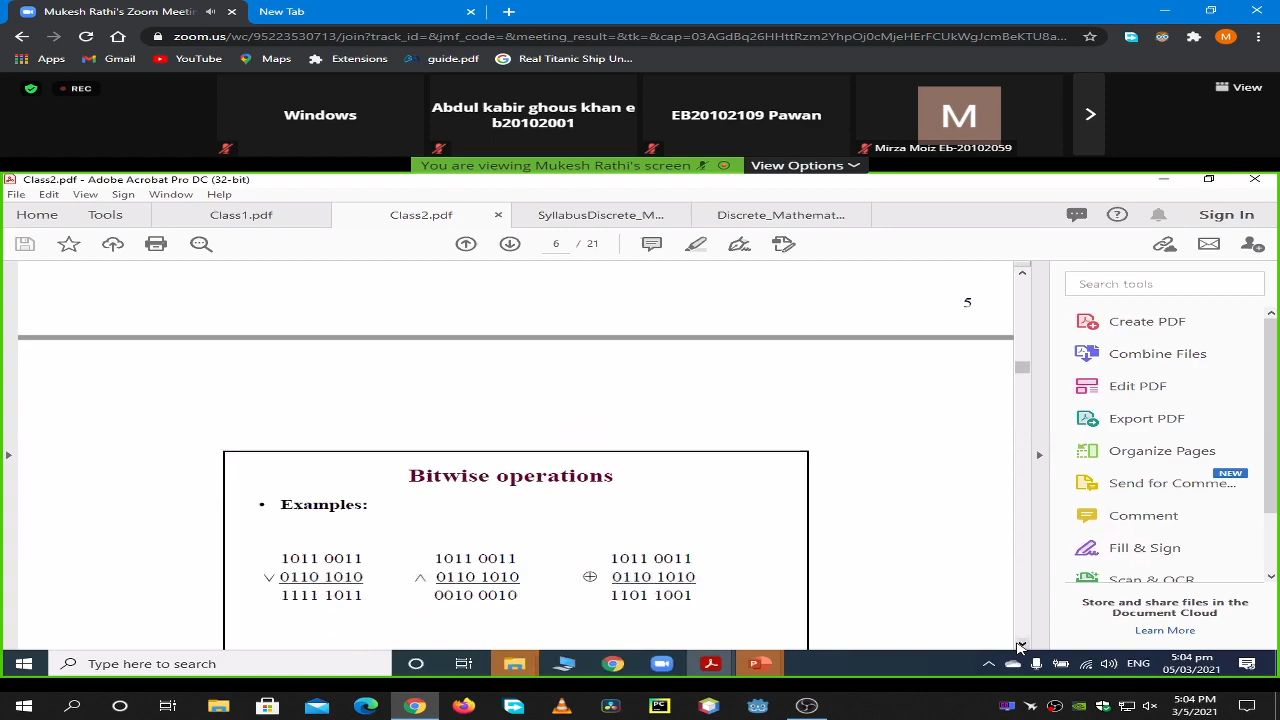 Mukesh Rathi's Zoom Meeti
New Tab
zoom.us/wc/95223530713/join?track_id=&jmf_code=&meeting_result=&tk=&cap=03AGdBq26HHttRzm2YhpOj0cMjeHErFCUkWgJcmBeKTU8a...
M
Apps
Gmail
YouTube
Maps
Extensions
guide.pdf
Real Titanic Ship Un...
REC
Windows
Abdul kabir ghous khan e
b20102001
EB20102109 Pawan
M
Mirza Moiz Eb-20102059
View
You are viewing Mukesh Rathi's screen
View Options
Class2.pdf - Adobe Acrobat Pro DC (32-bit)
File Edit View Sign Window Help
Home Tools Class1.pdf Class2.pdf SyllabusDiscrete_M... Discrete_Mathemat... Sign In
6 / 21
5
Bitwise operations
• Examples:
1011 0011 1011 0011 1011 0011
∨ 0110 1010 ∧ 0110 1010 ⊕ 0110 1010
1111 1011 0010 0010 1101 1001
Search tools
Create PDF
Combine Files
Edit PDF
Export PDF
Organize Pages
NEW
Send for Comme...
Comment
Fill & Sign
Scan & OCR
Store and share files in the
Document Cloud
Learn More
Type here to search
ENG
5:04 pm
05/03/2021
PC
5:04 PM
3/5/2021